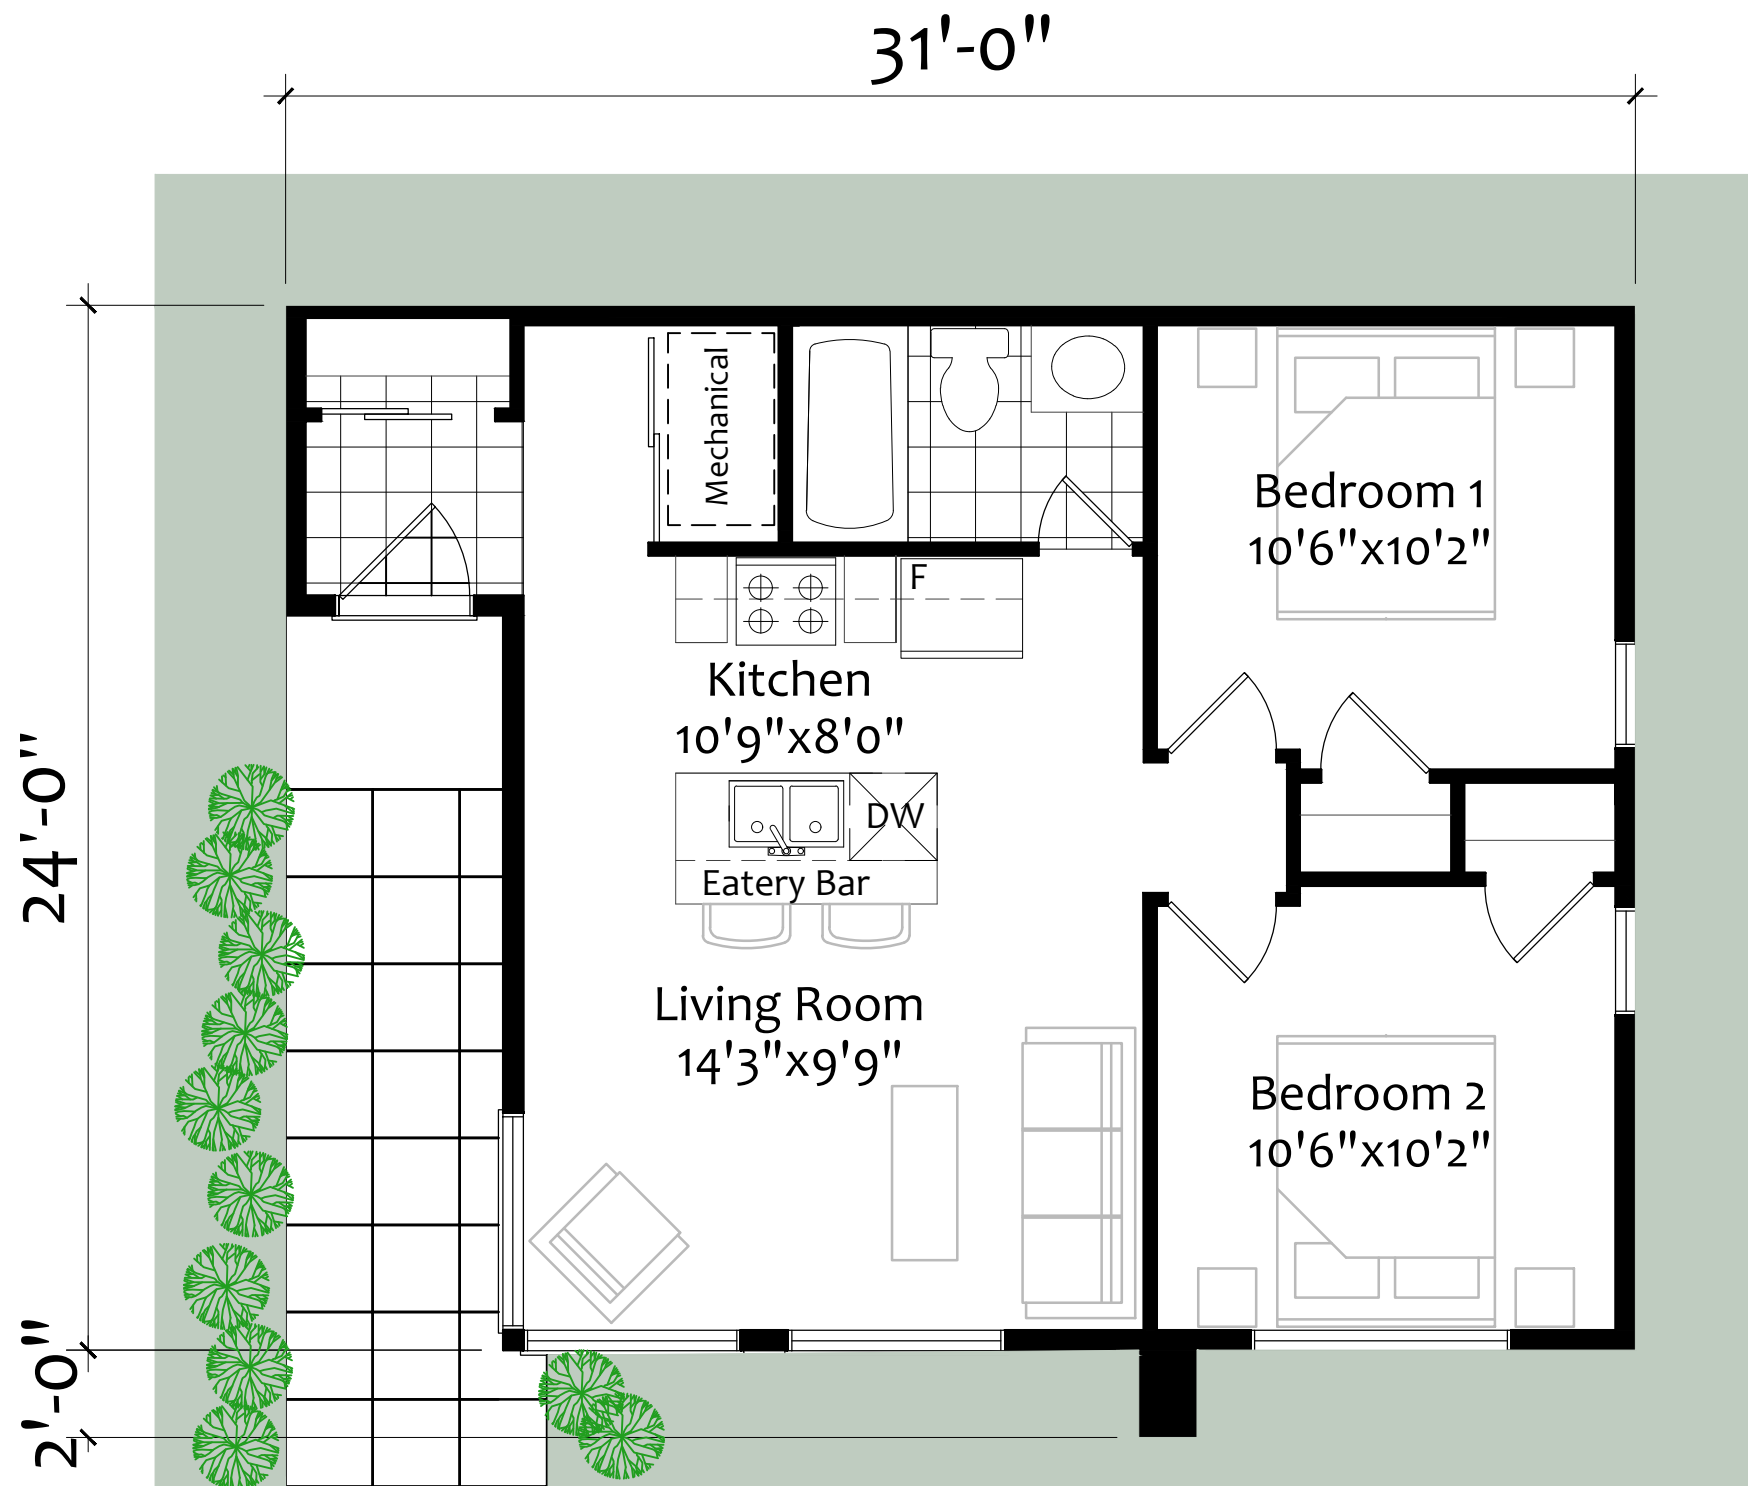 31'-0"
Mechanical
Bedroom 1
10'6"x10'2"
F
Kitchen
10'9"x8'0"
24'-0"
DW
Eatery Bar
Living Room
14'3"x9'9"
Bedroom 2
10'6"x10'2"
2'-0"